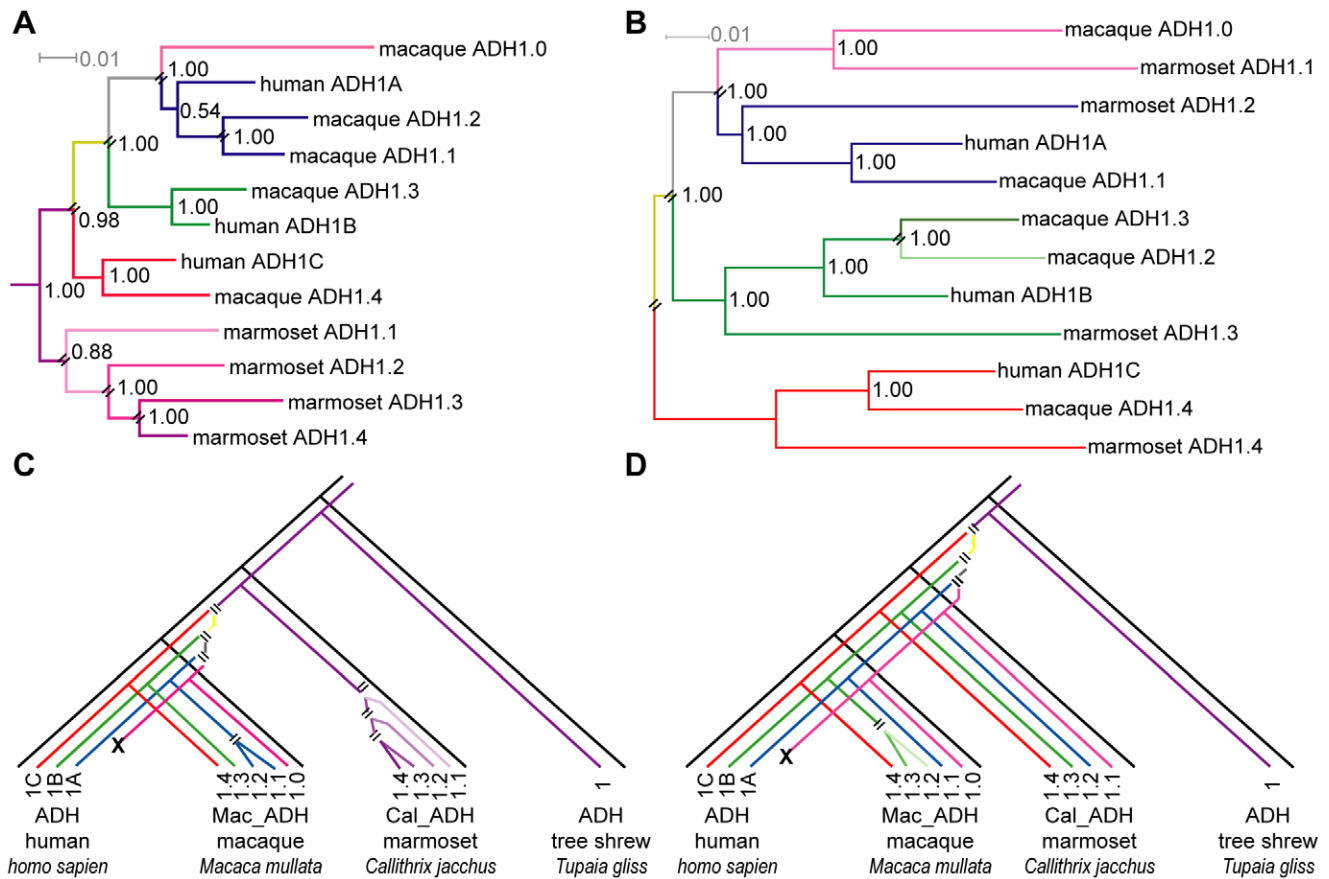 A
0.01
macaque ADH1.0
1.00
human ADH1A
0.54
macaque ADH1.2
1.00
1.00
macaque ADH1.1
macaque ADH1.3
1.00
0.98
human ADH1B
human ADH1C
1.00
1.00
macaque ADH1.4
marmoset ADH1.1
0.88
marmoset ADH1.2
1.00
marmoset ADH1.3
1.00
marmoset ADH1.4
B
0.01
macaque ADH1.0
1.00
marmoset ADH1.1
1.00
marmoset ADH1.2
1.00
human ADH1A
1.00
macaque ADH1.1
1.00
macaque ADH1.3
1.00
macaque ADH1.2
1.00
human ADH1B
1.00
marmoset ADH1.3
human ADH1C
1.00
macaque ADH1.4
marmoset ADH1.4
C
X
1C
1B
1A
1.4
1.3
1.2
1.1
1.0
1.4
1.3
1.2
1.1
1
ADH
human
homo sapien
Mac_ADH
macaque
Macaca mullata
Cal_ADH
marmoset
Callithrix jacchus
ADH
tree shrew
Tupaia gliss
D
X
1C
1B
1A
1.4
1.3
1.2
1.1
1.0
1.4
1.3
1.2
1.1
1
ADH
human
homo sapien
Mac_ADH
macaque
Macaca mullata
Cal_ADH
marmoset
Callithrix jacchus
ADH
tree shrew
Tupaia gliss